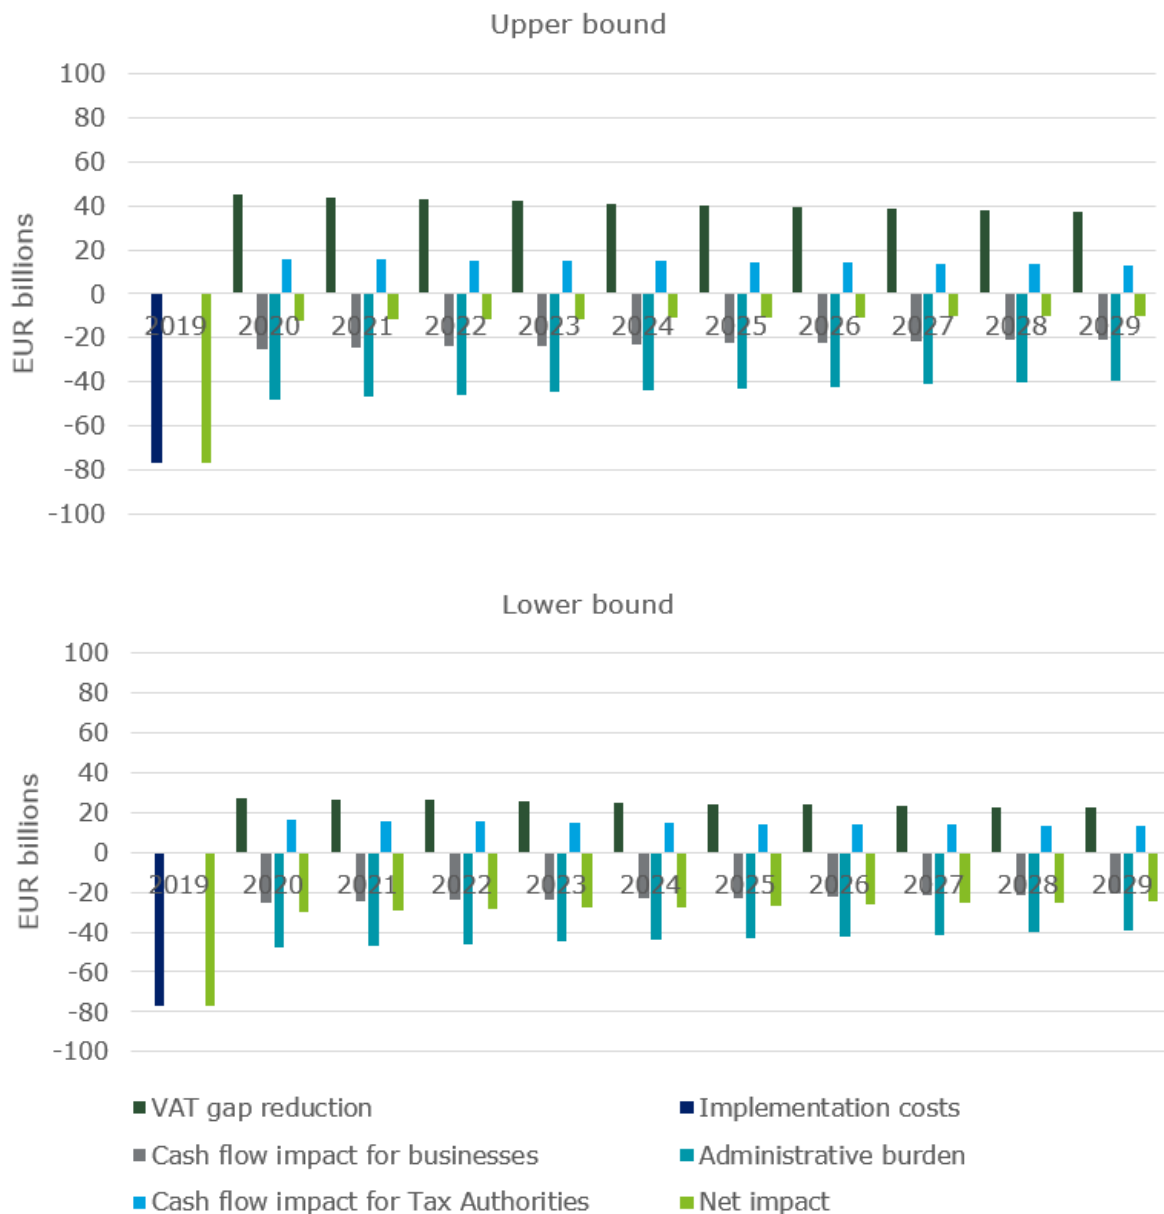 Upper bound
EUR billions
100
80
60
40
20
0
-20
-40
-60
-80
-100
2019 2020 2021 2022 2023 2024 2025 2026 2027 2028 2029
Lower bound
EUR billions
100
80
60
40
20
0
-20
-40
-60
-80
-100
2019 2020 2021 2022 2023 2024 2025 2026 2027 2028 2029
VAT gap reduction
Implementation costs
Cash flow impact for businesses
Administrative burden
Cash flow impact for Tax Authorities
Net impact